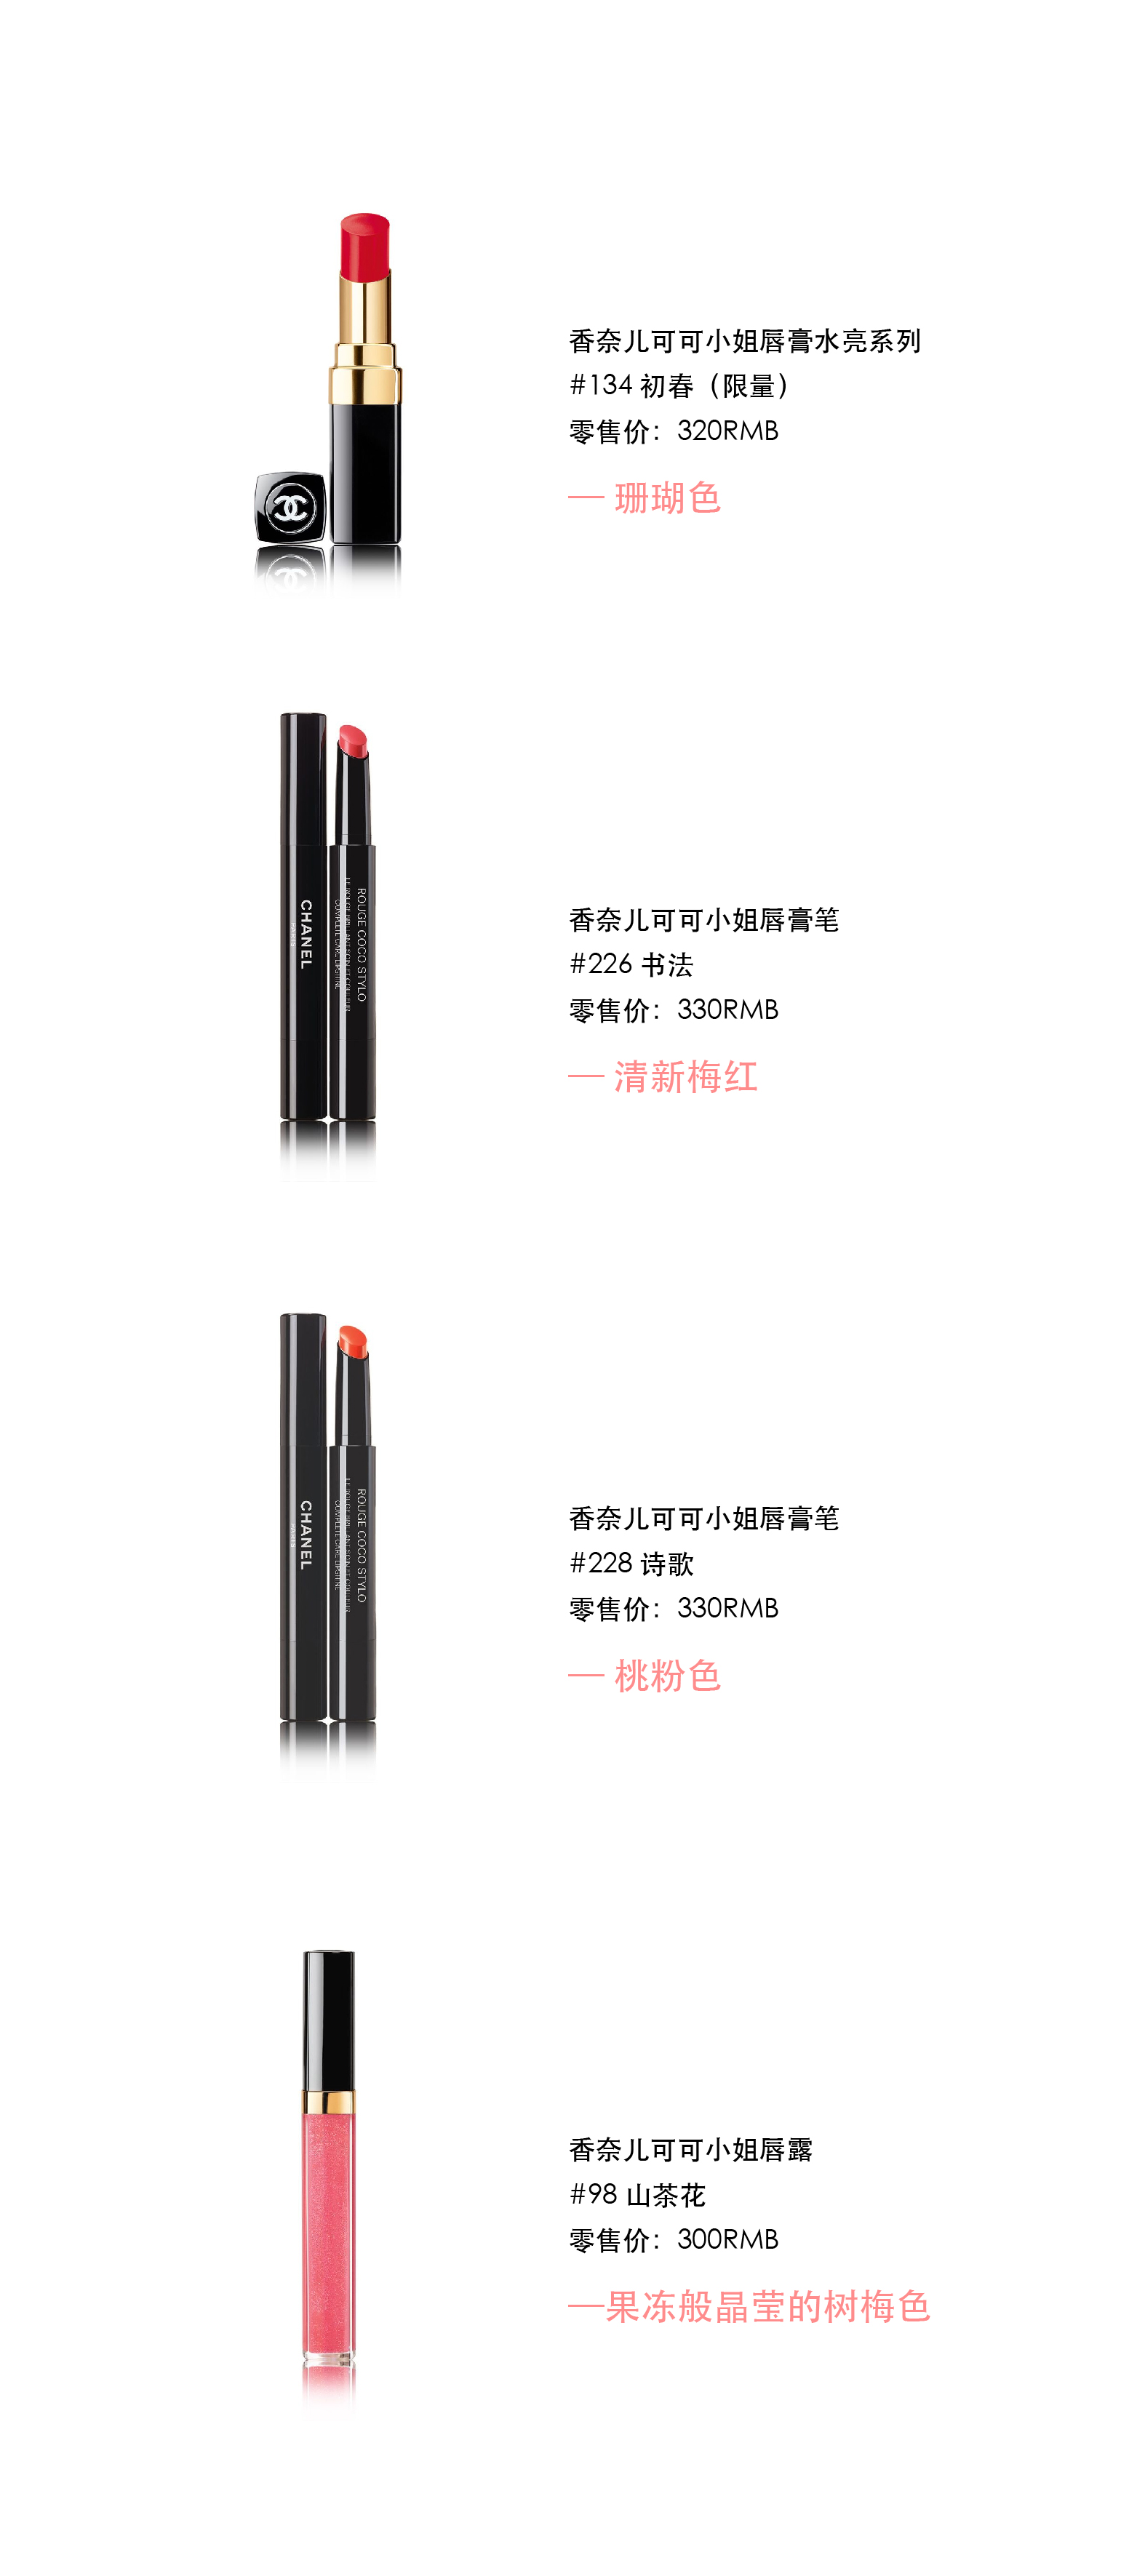 香奈儿可可小姐唇膏水亮系列
#134 初春（限量）
零售价：320RMB
— 珊瑚色
CHANEL
PARIS
ROUGE COCO STYLO
香奈儿可可小姐唇膏笔
#226 书法
零售价：330RMB
— 清新梅红
CHANEL
PARIS
ROUGE COCO STYLO
香奈儿可可小姐唇膏笔
#228 诗歌
零售价：330RMB
— 桃粉色
香奈儿可可小姐唇露
#98 山茶花
零售价：300RMB
—果冻般晶莹的树梅色